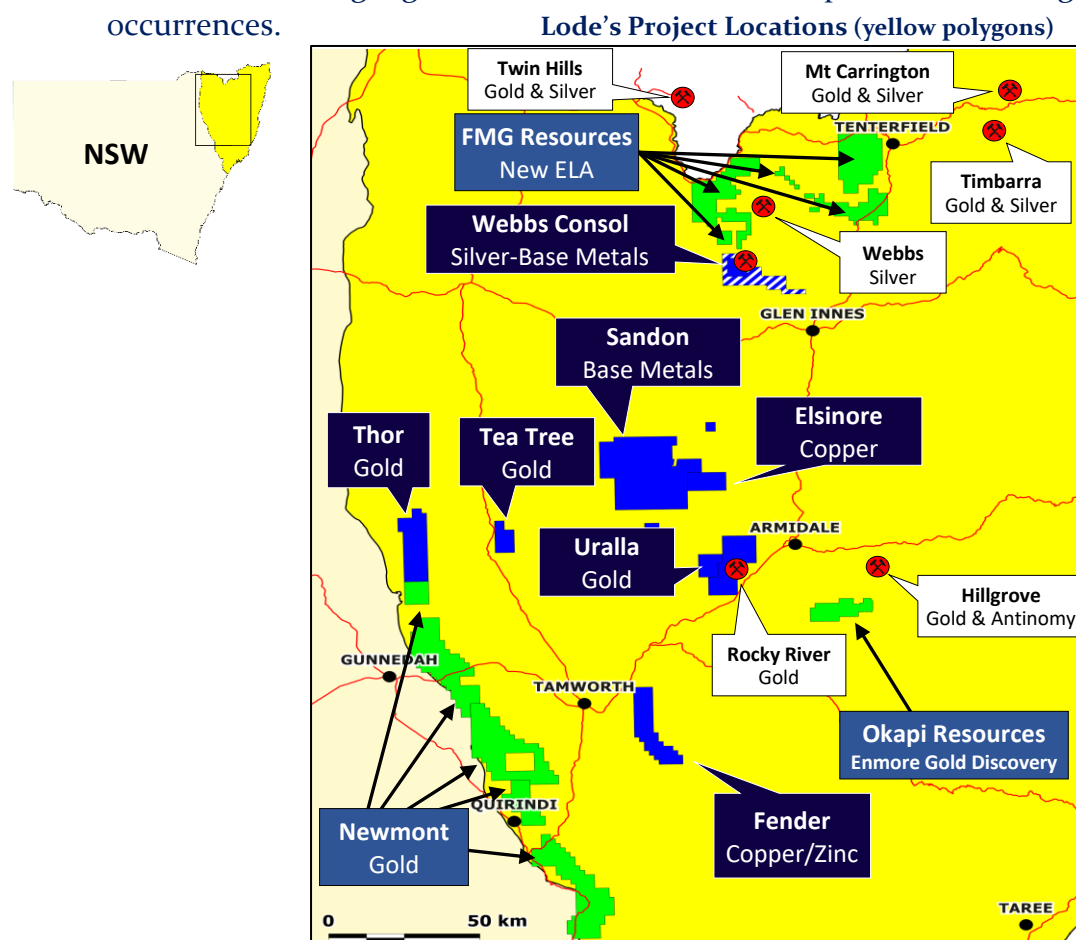 occurrences.
Lode's Project Locations (yellow polygons)
NSW
Twin Hills
Gold & Silver
Mt Carrington
Gold & Silver
TENTERFIELD
FMG Resources
New ELA
Timbarra
Gold & Silver
Webbs Consol
Silver-Base Metals
Webbs
Silver
GLEN INNES
Sandon
Base Metals
Elsinore
Copper
Thor
Gold
Tea Tree
Gold
ARMIDALE
Uralla
Gold
Hillgrove
Gold & Antinomy
Rocky River
Gold
GUNNEDAH
TAMWORTH
Okapi Resources
Enmore Gold Discovery
QUIRINDI
Newmont
Gold
Fender
Copper/Zinc
TAREE
0 50 km